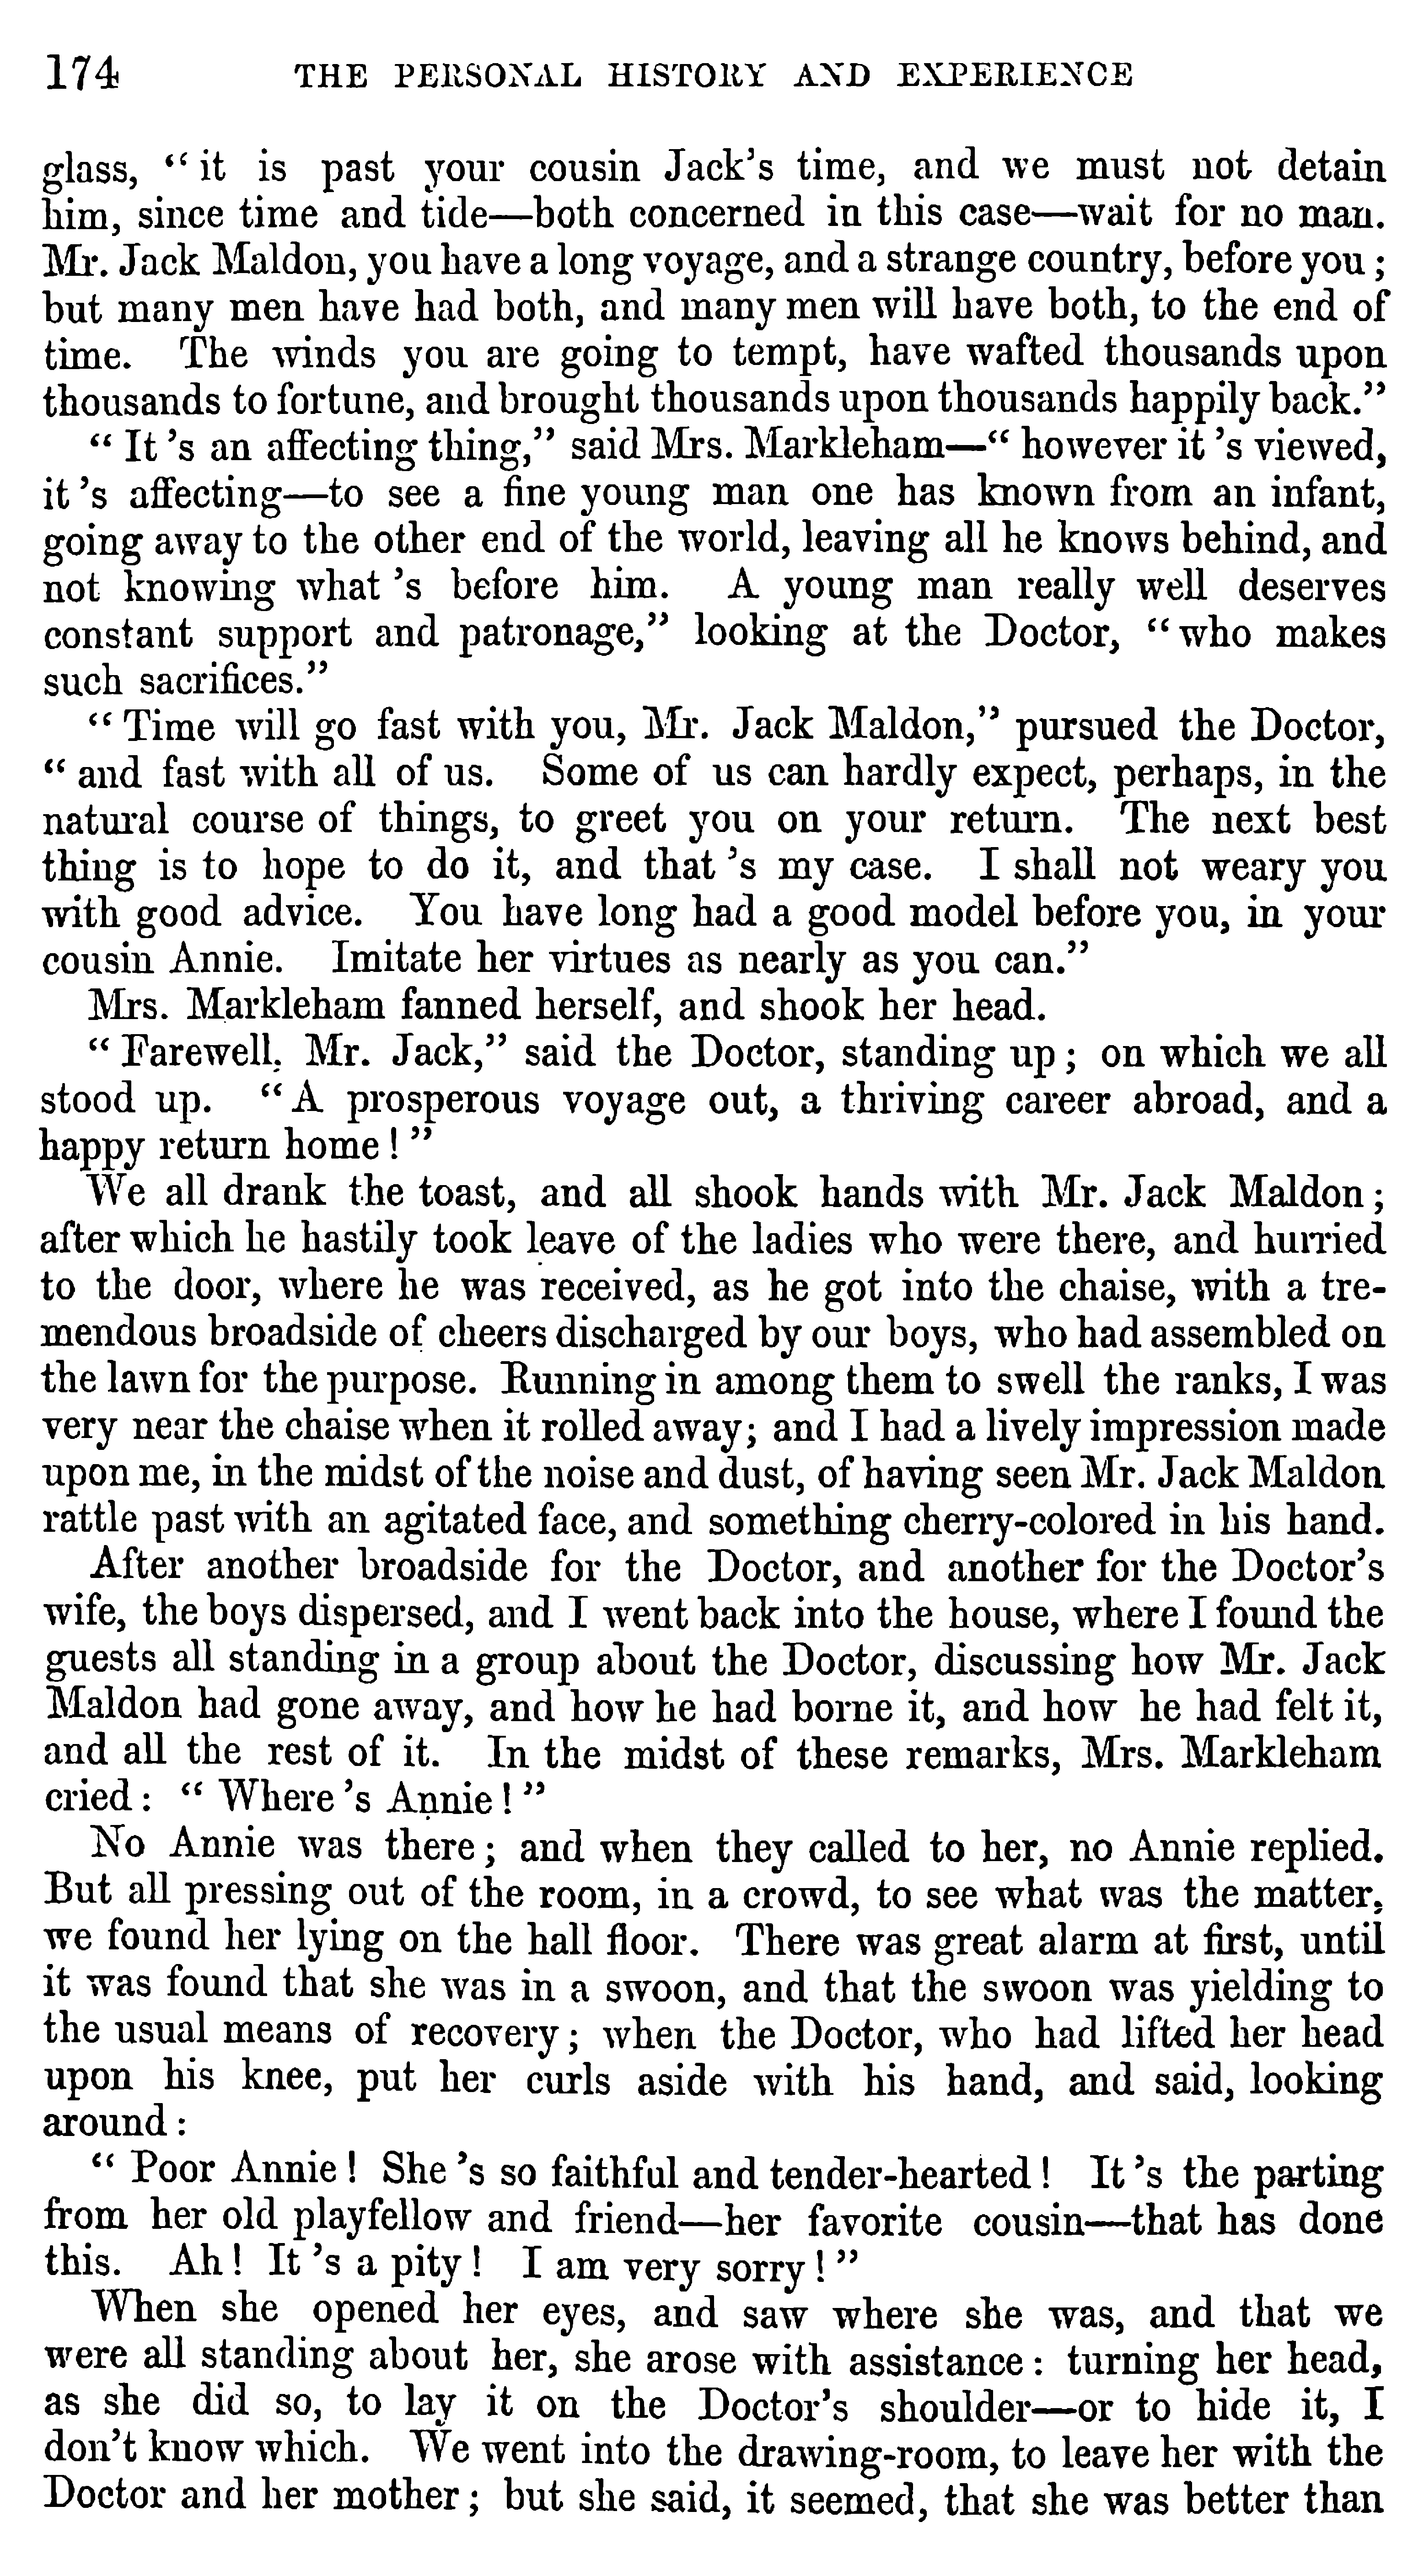 174 THE PERSONAL HISTORY AND EXPERIENCE
glass, “it is past your cousin Jack’s time, and we must not detain
him, since time and tide—both concerned in this case—wait for no man.
Mr. Jack Maldon, you have a long voyage, and a strange country, before you;
but many men have had both, and many men will have both, to the end of
time. The winds you are going to tempt, have wafted thousands upon
thousands to fortune, and brought thousands upon thousands happily back.”
“It ’s an affecting thing,” said Mrs. Markleham—“however it ’s viewed,
it ’s affecting—to see a fine young man one has known from an infant,
going away to the other end of the world, leaving all he knows behind, and
not knowing what ’s before him. A young man really well deserves
constant support and patronage,” looking at the Doctor, “who makes
such sacrifices.”
“Time will go fast with you, Mr. Jack Maldon,” pursued the Doctor,
“and fast with all of us. Some of us can hardly expect, perhaps, in the
natural course of things, to greet you on your return. The next best
thing is to hope to do it, and that ’s my case. I shall not weary you
with good advice. You have long had a good model before you, in your
cousin Annie. Imitate her virtues as nearly as you can.”
Mrs. Markleham fanned herself, and shook her head.
“Farewell, Mr. Jack,” said the Doctor, standing up; on which we all
stood up. “A prosperous voyage out, a thriving career abroad, and a
happy return home!”
We all drank the toast, and all shook hands with Mr. Jack Maldon;
after which he hastily took leave of the ladies who were there, and hurried
to the door, where he was received, as he got into the chaise, with a tre-
mendous broadside of cheers discharged by our boys, who had assembled on
the lawn for the purpose. Running in among them to swell the ranks, I was
very near the chaise when it rolled away; and I had a lively impression made
upon me, in the midst of the noise and dust, of having seen Mr. Jack Maldon
rattle past with an agitated face, and something cherry-colored in his hand.
After another broadside for the Doctor, and another for the Doctor’s
wife, the boys dispersed, and I went back into the house, where I found the
guests all standing in a group about the Doctor, discussing how Mr. Jack
Maldon had gone away, and how he had borne it, and how he had felt it,
and all the rest of it. In the midst of these remarks, Mrs. Markleham
cried: “Where ’s Annie!”
No Annie was there; and when they called to her, no Annie replied.
But all pressing out of the room, in a crowd, to see what was the matter,
we found her lying on the hall floor. There was great alarm at first, until
it was found that she was in a swoon, and that the swoon was yielding to
the usual means of recovery; when the Doctor, who had lifted her head
upon his knee, put her curls aside with his hand, and said, looking
around:
“Poor Annie! She ’s so faithful and tender-hearted! It ’s the parting
from her old playfellow and friend—her favorite cousin—that has done
this. Ah! It ’s a pity! I am very sorry!”
When she opened her eyes, and saw where she was, and that we
were all standing about her, she arose with assistance: turning her head,
as she did so, to lay it on the Doctor’s shoulder—or to hide it, I
don’t know which. We went into the drawing-room, to leave her with the
Doctor and her mother; but she said, it seemed, that she was better than